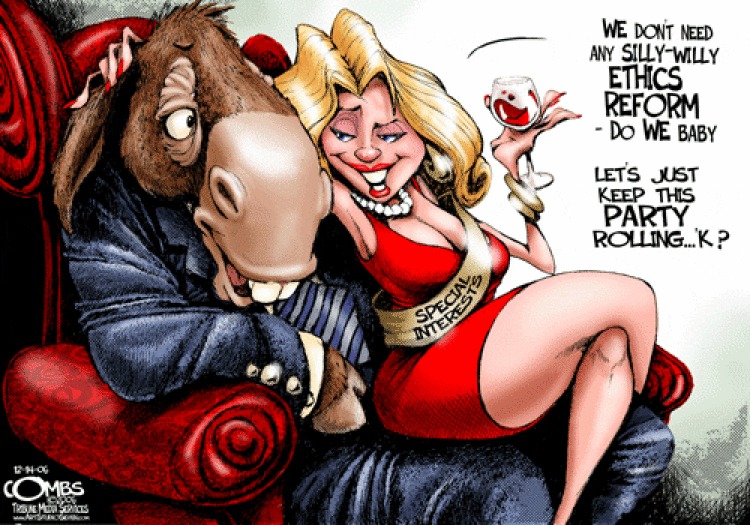 WE DON'T NEED
ANY SILLY-WILLY
ETHICS
REFORM
- DO WE BABY
LET'S JUST
KEEP THIS
PARTY
ROLLING...'K?
SPECIAL
INTERESTS
12-14-06
COMBS
©2006
TRIBUNE MEDIA SERVICES